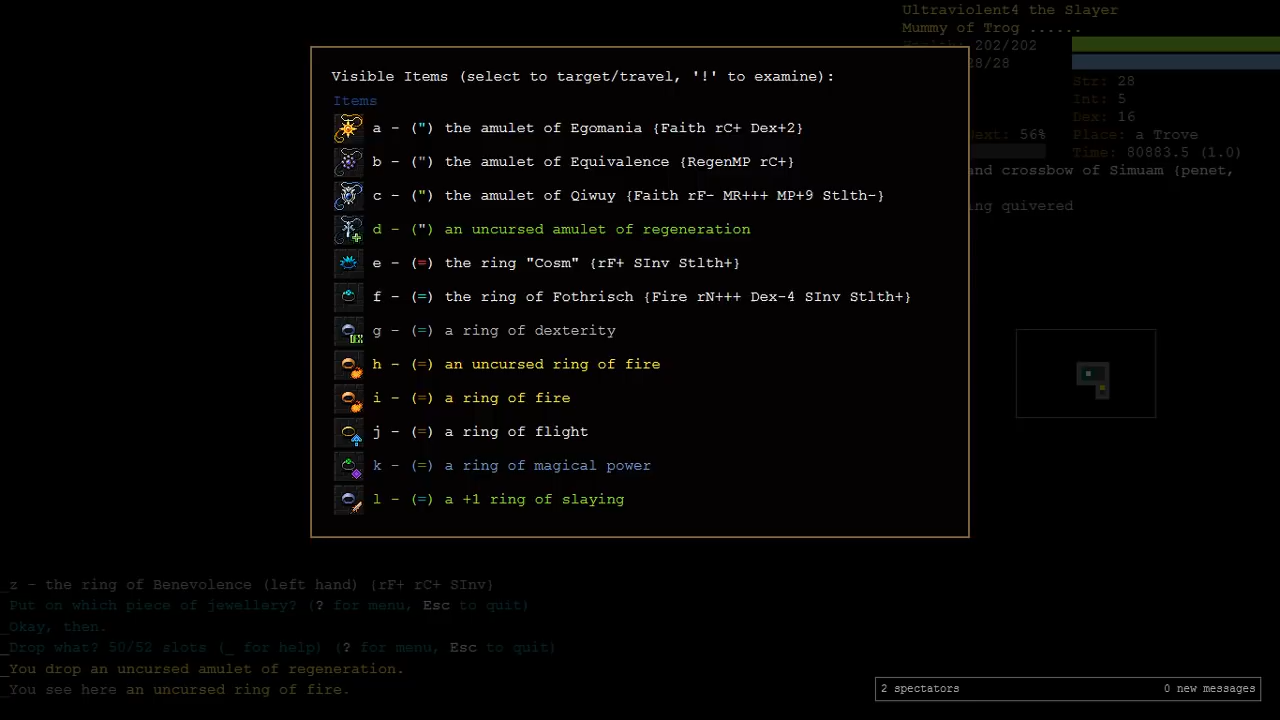 Ultraviolent4 the Slayer
Mummy of Trog ......
202/202
28/28
Str: 28
Int: 5
Dex: 16
Next: 56% Place: a Trove
Time: 80883.5 (1.0)
and crossbow of Simuam {penet,
ng quivered
Visible Items (select to target/travel, '!' to examine):
Items
a - (") the amulet of Egomania {Faith rC+ Dex+2}
b - (") the amulet of Equivalence {RegenMP rC+}
c - (") the amulet of Qiwuy {Faith rF- MR+++ MP+9 Stlth-}
d - (") an uncursed amulet of regeneration
e - (=) the ring "Cosm" {rF+ SInv Stlth+}
f - (=) the ring of Fothrisch {Fire rN+++ Dex-4 SInv Stlth+}
g - (=) a ring of dexterity
h - (=) an uncursed ring of fire
i - (=) a ring of fire
j - (=) a ring of flight
k - (=) a ring of magical power
l - (=) a +1 ring of slaying
_z - the ring of Benevolence (left hand) {rF+ rC+ SInv}
_Put on which piece of jewellery? (? for menu, Esc to quit)
_Okay, then.
_Drop what? 50/52 slots (_ for help) (? for menu, Esc to quit)
_You drop an uncursed amulet of regeneration.
_You see here an uncursed ring of fire.
2 spectators 0 new messages